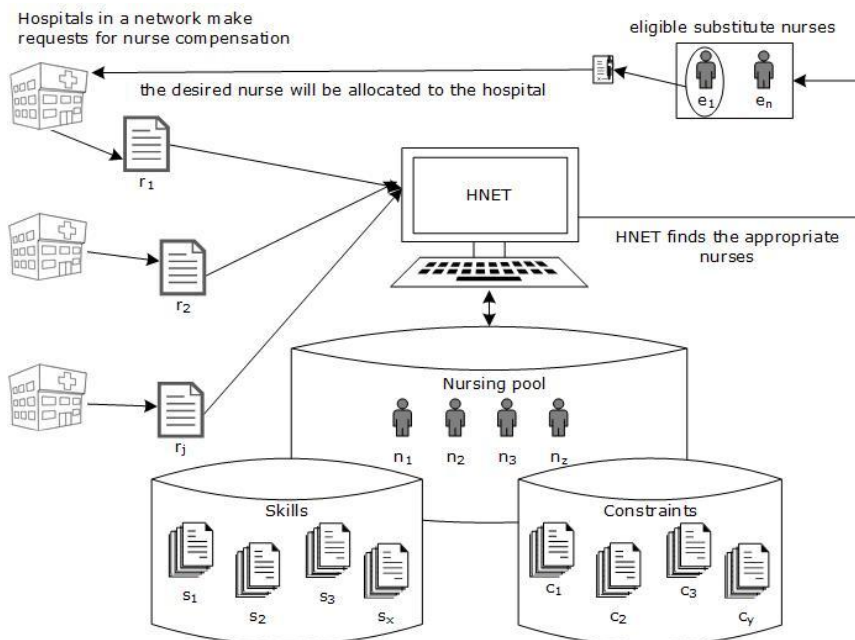 Hospitals in a network make
requests for nurse compensation
eligible substitute nurses
the desired nurse will be allocated to the hospital
e1
en
r1
HNET
HNET finds the appropriate
nurses
r2
Nursing pool
rj
n1
n2
n3
nz
Skills
Constraints
s1
s2
s3
sx
c1
c2
c3
cy